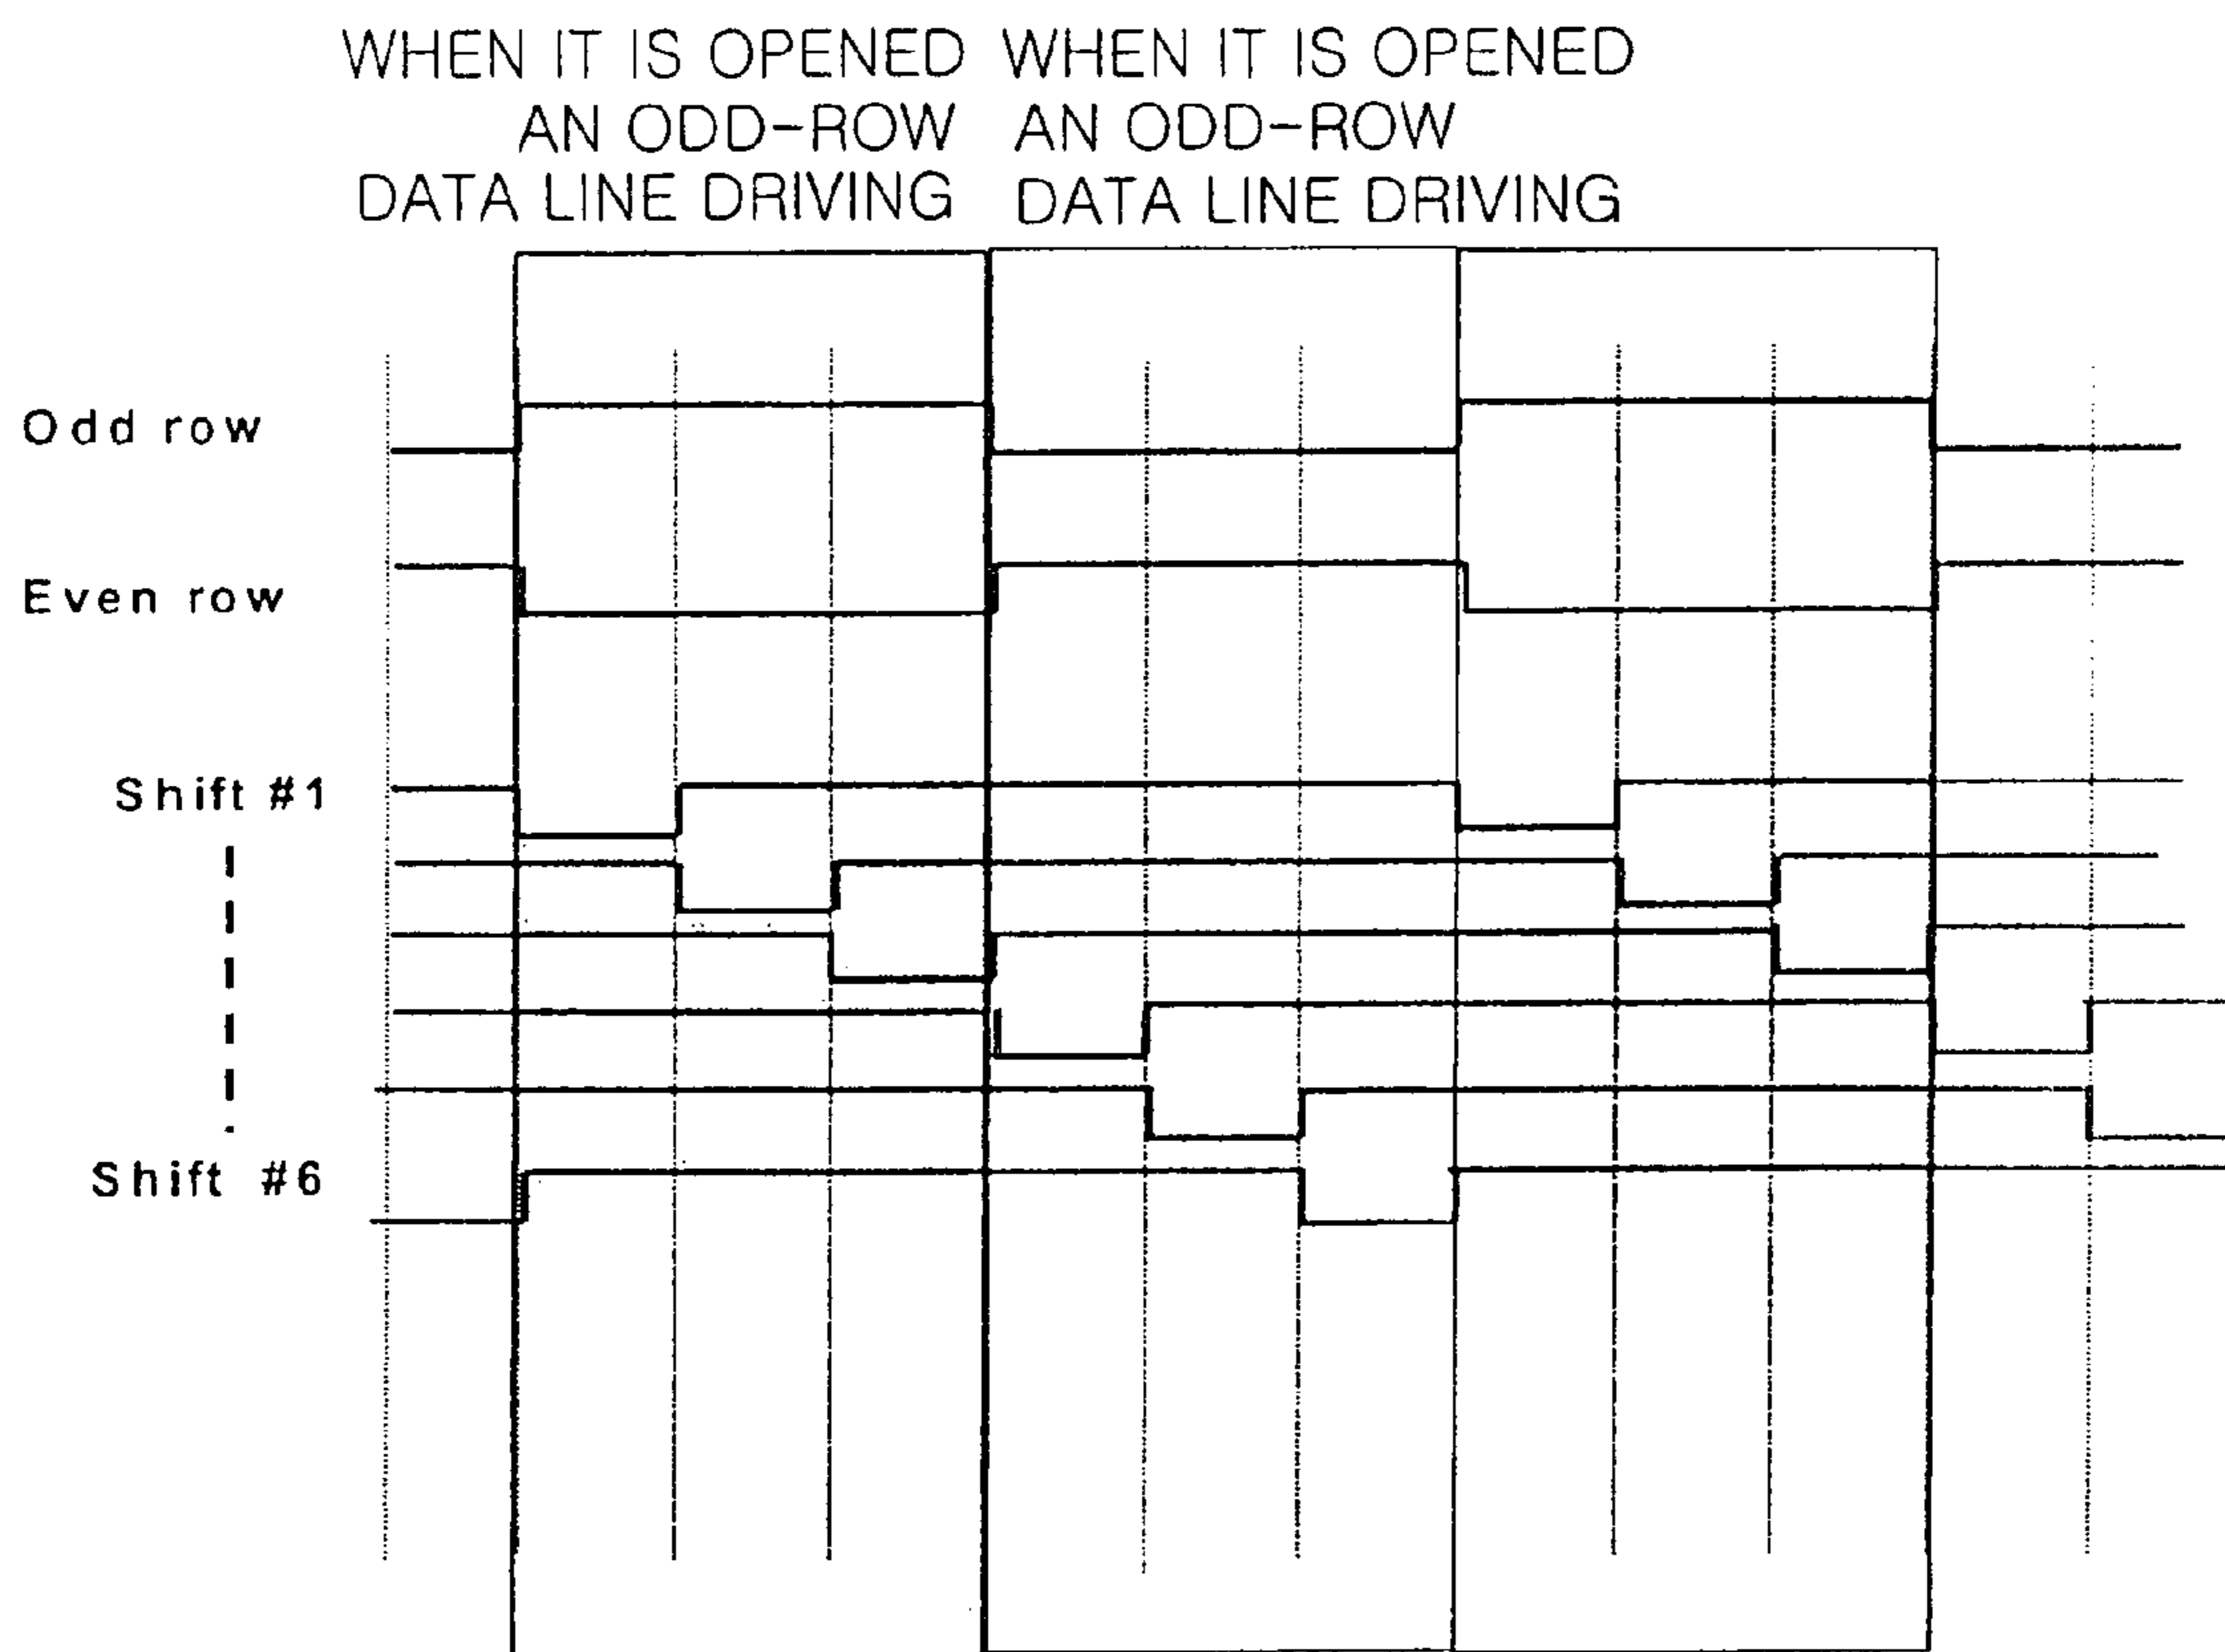 WHEN IT IS OPENED
AN ODD-ROW
DATA LINE DRIVING
WHEN IT IS OPENED
AN ODD-ROW
DATA LINE DRIVING
Odd row
Even row
Shift #1
Shift #6